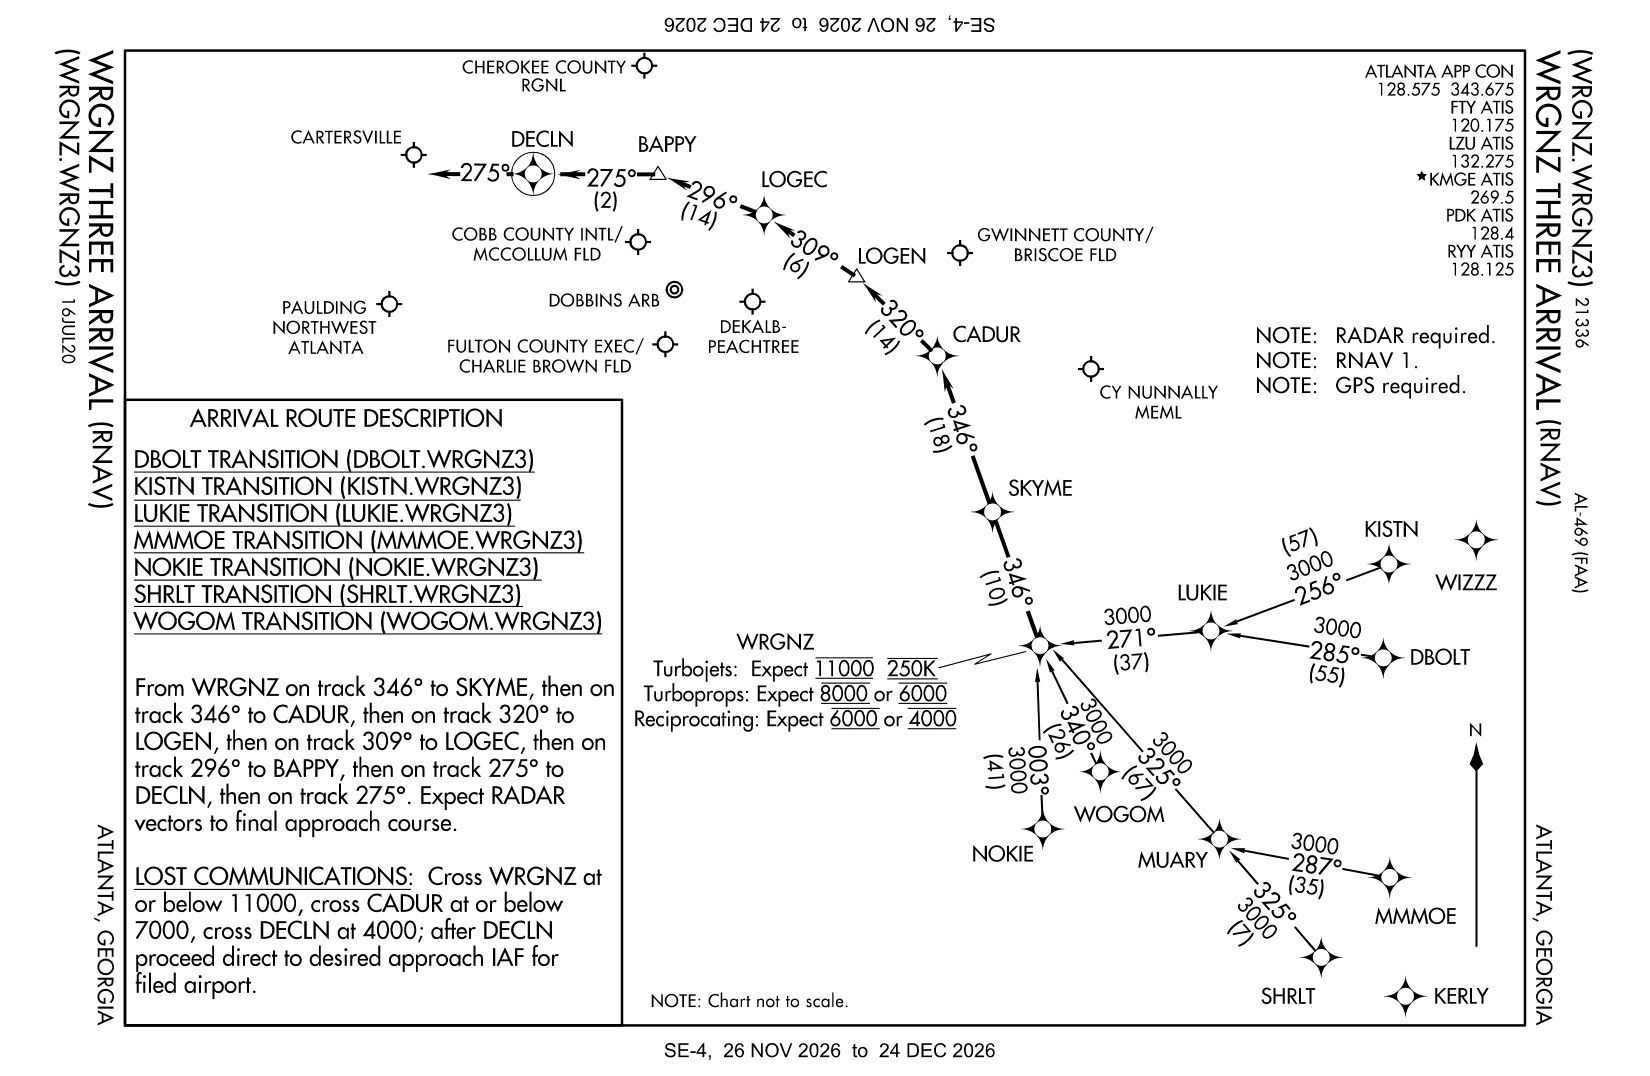 SE-4, 26 NOV 2026 to 24 DEC 2026
(WRGNZ.WRGNZ3) 16JUL20
WRGNZ THREE ARRIVAL (RNAV)
ATLANTA, GEORGIA
(WRGNZ.WRGNZ3) 21336
WRGNZ THREE ARRIVAL (RNAV)
AL-469 (FAA)
ATLANTA, GEORGIA
ATLANTA APP CON
128.575 343.675
FTY ATIS
120.175
LZU ATIS
132.275
★KMGE ATIS
269.5
PDK ATIS
128.4
RYY ATIS
128.125
CHEROKEE COUNTY
RGNL
CARTERSVILLE
DECLN
BAPPY
LOGEC
275°
275°
(2)
296°
(14)
309°
(6)
LOGEN
COBB COUNTY INTL/
MCCOLLUM FLD
GWINNETT COUNTY/
BRISCOE FLD
DOBBINS ARB
PAULDING
NORTHWEST
ATLANTA
DEKALB-
PEACHTREE
FULTON COUNTY EXEC/
CHARLIE BROWN FLD
320°
(14)
CADUR
CY NUNNALLY
MEML
NOTE: RADAR required.
NOTE: RNAV 1.
NOTE: GPS required.
346°
(18)
SKYME
346°
(10)
KISTN
WIZZZ
(57)
3000
256°
LUKIE
3000
271°
(37)
3000
285°
(55)
DBOLT
WRGNZ
Turbojets: Expect 11000 250K
Turboprops: Expect 8000 or 6000
Reciprocating: Expect 6000 or 4000
003°
3000
(41)
NOKIE
3000
340°
(26)
WOGOM
3000
325°
(67)
MUARY
3000
287°
(35)
MMMOE
325°
3000
(7)
SHRLT
KERLY
N
NOTE: Chart not to scale.
ARRIVAL ROUTE DESCRIPTION
DBOLT TRANSITION (DBOLT.WRGNZ3)
KISTN TRANSITION (KISTN.WRGNZ3)
LUKIE TRANSITION (LUKIE.WRGNZ3)
MMMOE TRANSITION (MMMOE.WRGNZ3)
NOKIE TRANSITION (NOKIE.WRGNZ3)
SHRLT TRANSITION (SHRLT.WRGNZ3)
WOGOM TRANSITION (WOGOM.WRGNZ3)
From WRGNZ on track 346° to SKYME, then on
track 346° to CADUR, then on track 320° to
LOGEN, then on track 309° to LOGEC, then on
track 296° to BAPPY, then on track 275° to
DECLN, then on track 275°. Expect RADAR
vectors to final approach course.
LOST COMMUNICATIONS: Cross WRGNZ at
or below 11000, cross CADUR at or below
7000, cross DECLN at 4000; after DECLN
proceed direct to desired approach IAF for
filed airport.
SE-4, 26 NOV 2026 to 24 DEC 2026